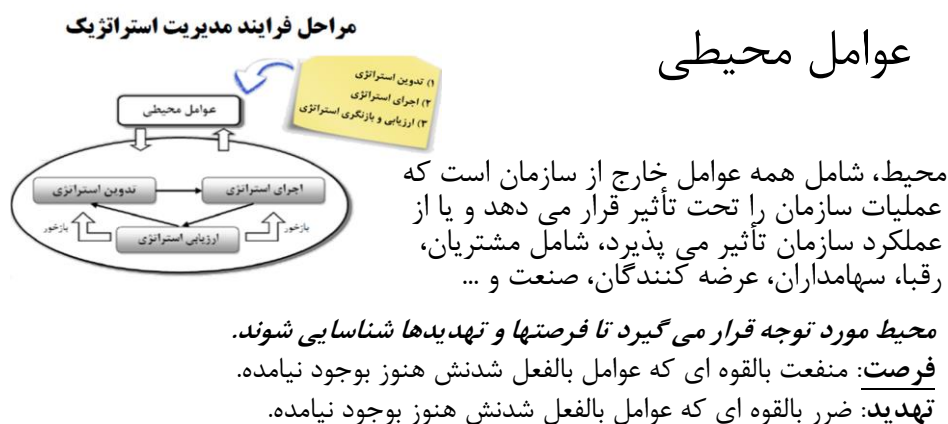 عوامل محیطی
مراحل فرایند مدیریت استراتژیک
۱) تدوین استراتژی
۲) اجرای استراتژی
۳) ارزیابی و بازنگری استراتژی
عوامل محیطی
تدوین استراتژی
اجرای استراتژی
بازخور
بازخور
ارزیابی استراتژی
محیط، شامل همه عوامل خارج از سازمان است که
عملیات سازمان را تحت تأثیر قرار می دهد و یا از
عملکرد سازمان تأثیر می پذیرد، شامل مشتریان،
رقبا، سهامداران، عرضه کنندگان، صنعت و ...
محیط مورد توجه قرار می گیرد تا فرصتها و تهدیدها شناسایی شوند.
فرصت: منفعت بالقوه ای که عوامل بالفعل شدنش هنوز بوجود نیامده.
تهدید: ضرر بالقوه ای که عوامل بالفعل شدنش هنوز بوجود نیامده.